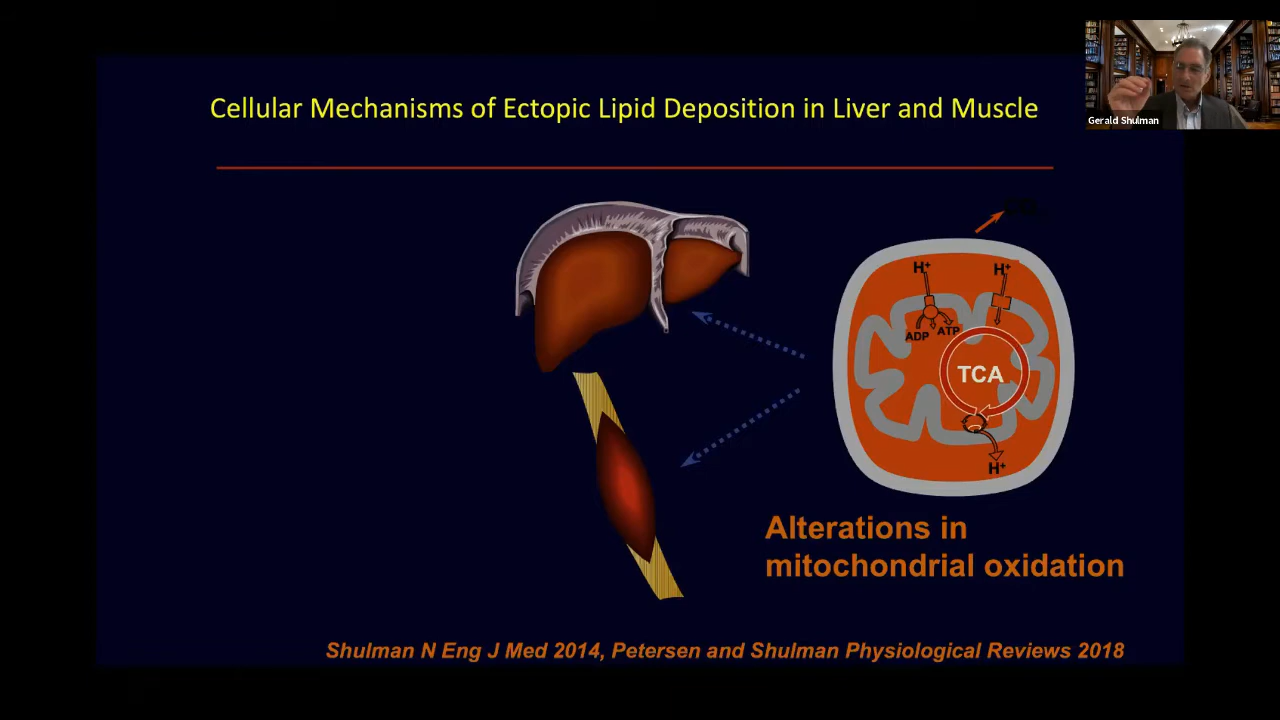 Cellular Mechanisms of Ectopic Lipid Deposition in Liver and Muscle
Gerald Shulman
H⁺
H⁺
ADP
ATP
TCA
H⁺
Alterations in
mitochondrial oxidation
Shulman N Eng J Med 2014, Petersen and Shulman Physiological Reviews 2018